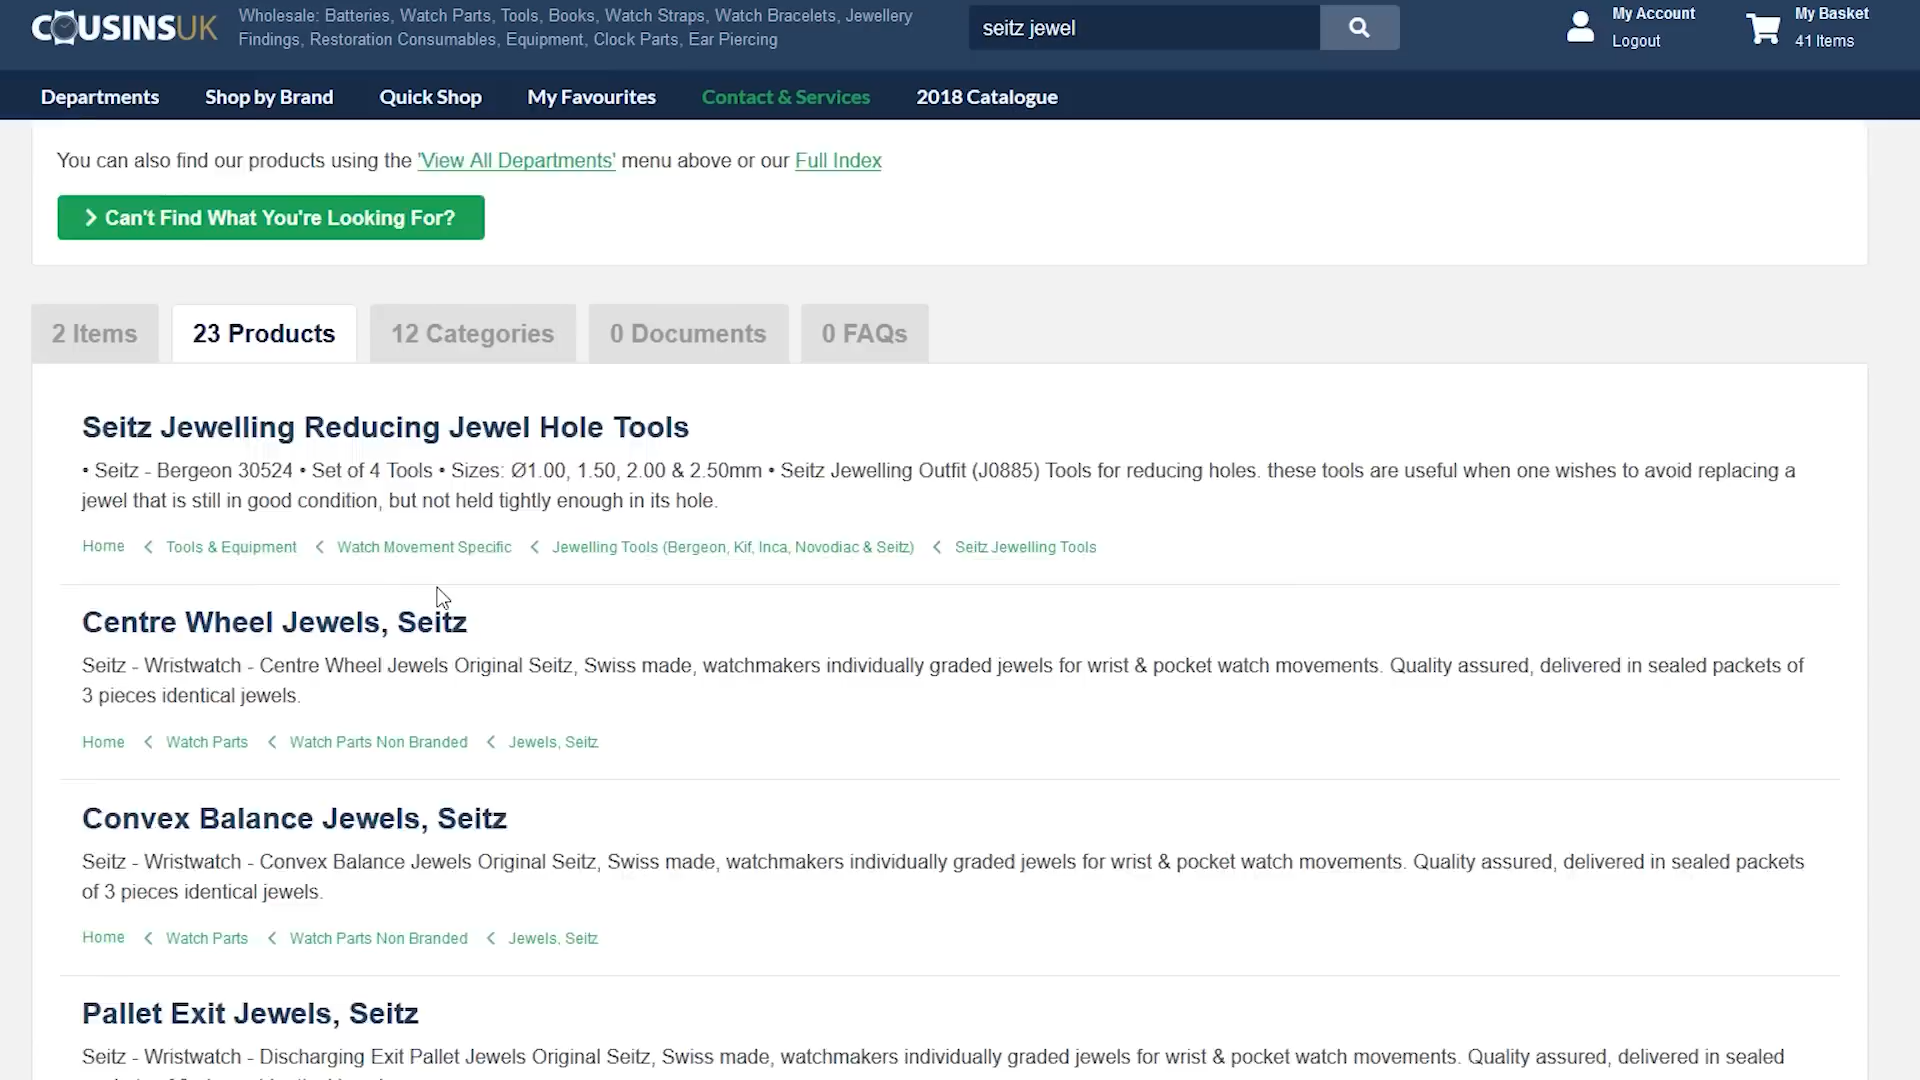 COUSINSUK
Wholesale: Batteries, Watch Parts, Tools, Books, Watch Straps, Watch Bracelets, Jewellery
Findings, Restoration Consumables, Equipment, Clock Parts, Ear Piercing
seitz jewel
My Account
Logout
My Basket
41 Items
Departments
Shop by Brand
Quick Shop
My Favourites
Contact & Services
2018 Catalogue
You can also find our products using the 'View All Departments' menu above or our Full Index
Can't Find What You're Looking For?
2 Items
23 Products
12 Categories
0 Documents
0 FAQs
Seitz Jewelling Reducing Jewel Hole Tools
• Seitz - Bergeon 30524 • Set of 4 Tools • Sizes: Ø1.00, 1.50, 2.00 & 2.50mm • Seitz Jewelling Outfit (J0885) Tools for reducing holes. these tools are useful when one wishes to avoid replacing a
jewel that is still in good condition, but not held tightly enough in its hole.
Home < Tools & Equipment < Watch Movement Specific < Jewelling Tools (Bergeon, Kif, Inca, Novodiac & Seitz) < Seitz Jewelling Tools
Centre Wheel Jewels, Seitz
Seitz - Wristwatch - Centre Wheel Jewels Original Seitz, Swiss made, watchmakers individually graded jewels for wrist & pocket watch movements. Quality assured, delivered in sealed packets of
3 pieces identical jewels.
Home < Watch Parts < Watch Parts Non Branded < Jewels, Seitz
Convex Balance Jewels, Seitz
Seitz - Wristwatch - Convex Balance Jewels Original Seitz, Swiss made, watchmakers individually graded jewels for wrist & pocket watch movements. Quality assured, delivered in sealed packets
of 3 pieces identical jewels.
Home < Watch Parts < Watch Parts Non Branded < Jewels, Seitz
Pallet Exit Jewels, Seitz
Seitz - Wristwatch - Discharging Exit Pallet Jewels Original Seitz, Swiss made, watchmakers individually graded jewels for wrist & pocket watch movements. Quality assured, delivered in sealed